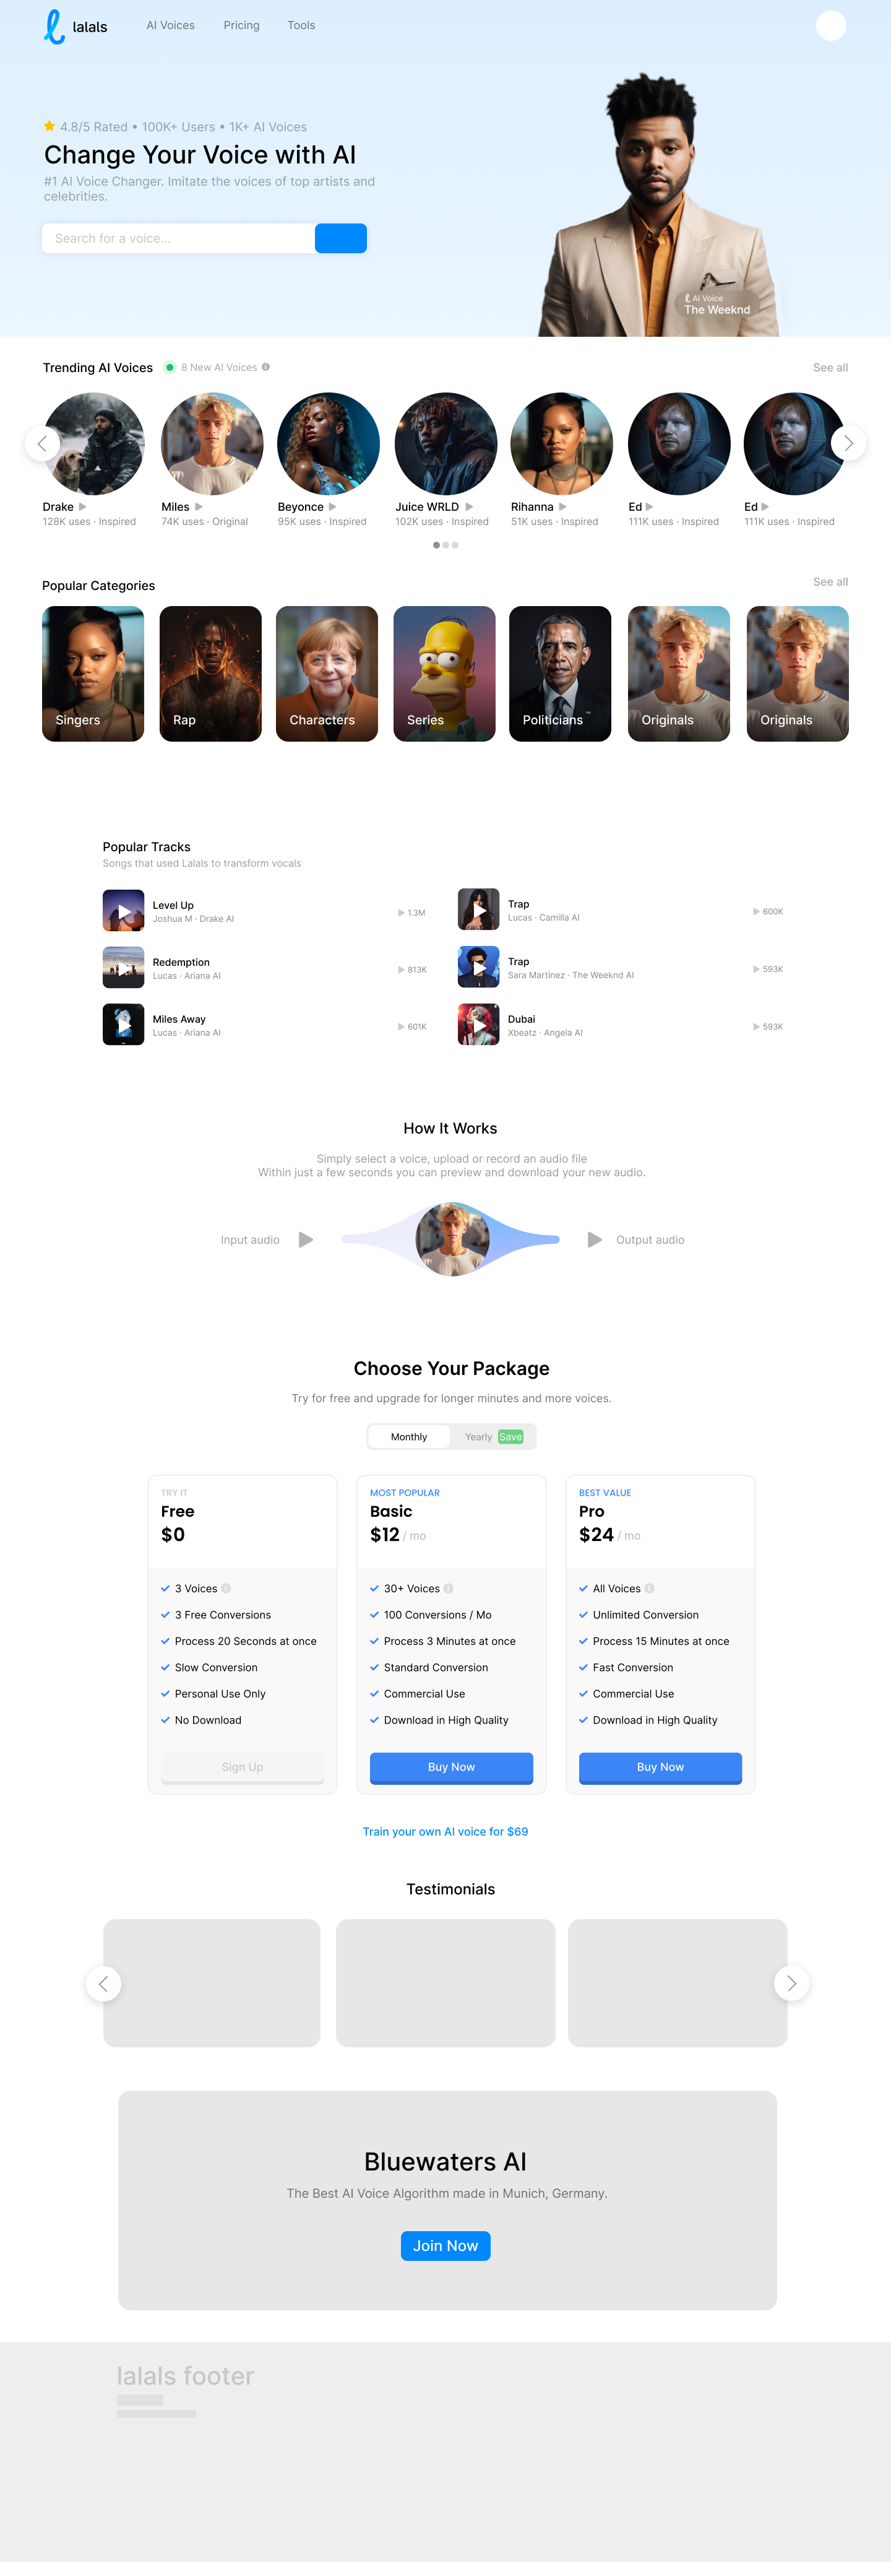 lalals
AI Voices
Pricing
Tools
4.8/5 Rated • 100K+ Users • 1K+ AI Voices
Change Your Voice with AI
#1 AI Voice Changer. Imitate the voices of top artists and
celebrities.
Search for a voice...
AI Voice
The Weeknd
Trending AI Voices
8 New AI Voices
See all
Drake
128K uses · Inspired
Miles
74K uses · Original
Beyonce
95K uses · Inspired
Juice WRLD
102K uses · Inspired
Rihanna
51K uses · Inspired
Ed
111K uses · Inspired
Ed
111K uses · Inspired
Popular Categories
See all
Singers
Rap
Characters
Series
Politicians
Originals
Originals
Popular Tracks
Songs that used Lalals to transform vocals
Level Up
Joshua M · Drake AI
1.3M
Trap
Lucas · Camilla AI
600K
Redemption
Lucas · Ariana AI
813K
Trap
Sara Martinez · The Weeknd AI
593K
Miles Away
Lucas · Ariana AI
601K
Dubai
Xbeatz · Angela AI
593K
How It Works
Simply select a voice, upload or record an audio file
Within just a few seconds you can preview and download your new audio.
Input audio
Output audio
Choose Your Package
Try for free and upgrade for longer minutes and more voices.
Monthly
Yearly
Save
TRY IT
Free
$0
3 Voices
3 Free Conversions
Process 20 Seconds at once
Slow Conversion
Personal Use Only
No Download
Sign Up
MOST POPULAR
Basic
$12 / mo
30+ Voices
100 Conversions / Mo
Process 3 Minutes at once
Standard Conversion
Commercial Use
Download in High Quality
Buy Now
BEST VALUE
Pro
$24 / mo
All Voices
Unlimited Conversion
Process 15 Minutes at once
Fast Conversion
Commercial Use
Download in High Quality
Buy Now
Train your own AI voice for $69
Testimonials
Bluewaters AI
The Best AI Voice Algorithm made in Munich, Germany.
Join Now
lalals footer